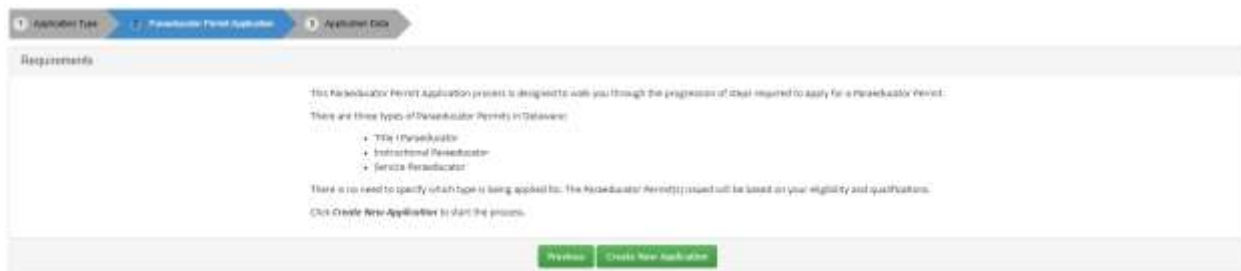 1 Application Type 2 Paraeducator Permit Application 3 Application Data
Requirements
This Paraeducator Permit Application process is designed to walk you through the progression of steps required to apply for a Paraeducator Permit.
There are three types of Paraeducator Permits in Delaware:
• Title I Paraeducator
• Instructional Paraeducator
• Service Paraeducator
There is no need to specify which type is being applied for. The Paraeducator Permit(s) issued will be based on your eligibility and qualifications.
Click Create New Application to start the process.
Previous Create New Application